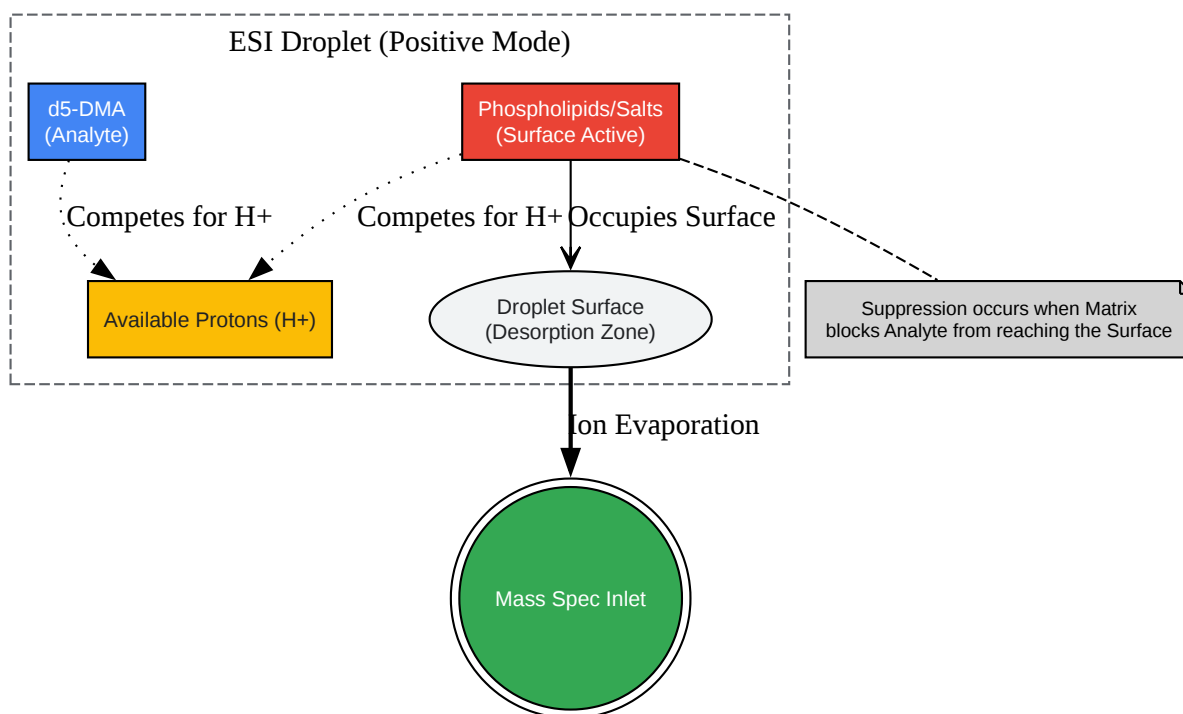 ESI Droplet (Positive Mode)
d5-DMA
(Analyte)
Phospholipids/Salts
(Surface Active)
Competes for H+
Competes for H+
Occupies Surface
Available Protons (H+)
Droplet Surface
(Desorption Zone)
Suppression occurs when Matrix
blocks Analyte from reaching the Surface
Ion Evaporation
Mass Spec Inlet